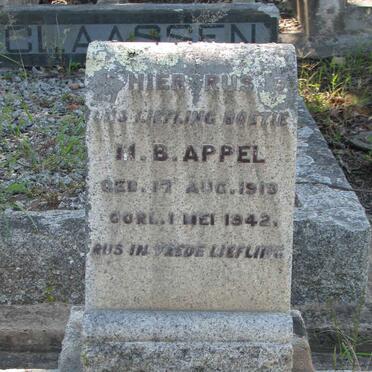 CLAASSEN
HIER RUS
ONS LIEFLING BOETIE
H. B. APPEL
GEB. 17 AUG. 1919
OORL. 1 MEI 1942.
RUS IN VREDE LIEFLING